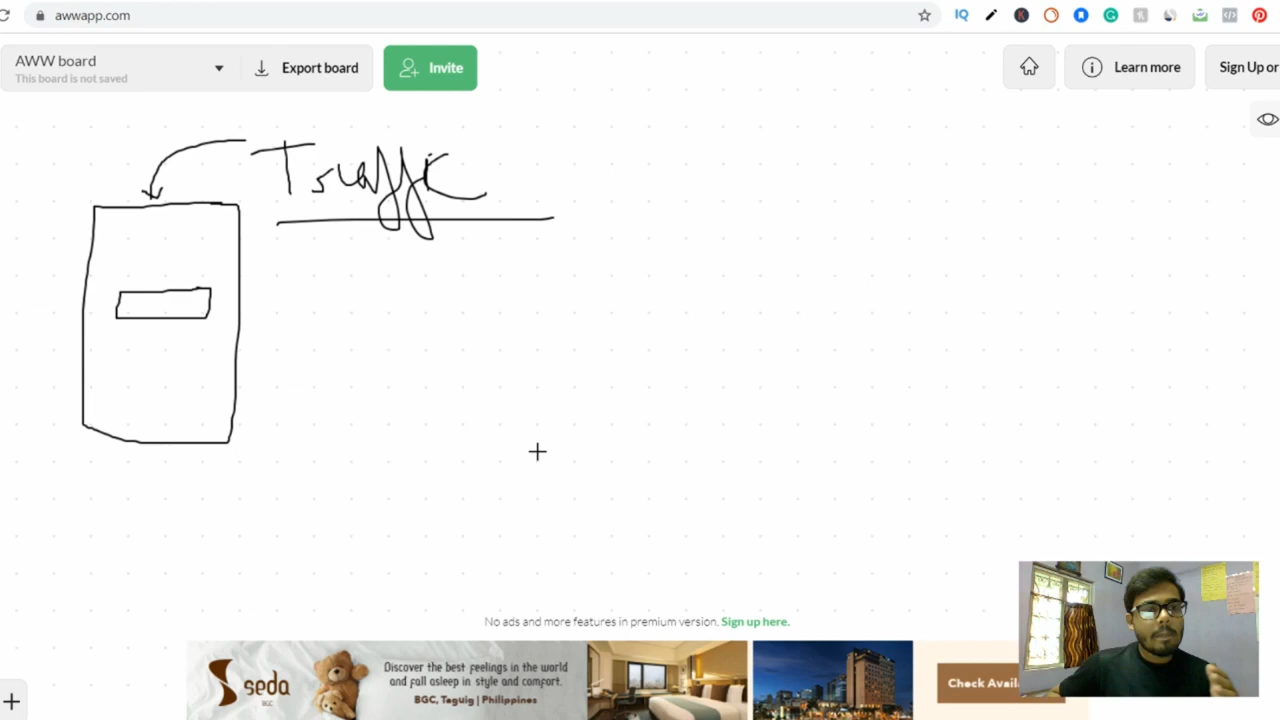 awwapp.com
IQ
AWW board
This board is not saved
Export board
Invite
Learn more
Sign Up or
Traffic
No ads and more features in premium version. Sign up here.
seda
BGC
Discover the best feelings in the world
and fall asleep in style and comfort.
BGC, Taguig | Philippines
Check Avail